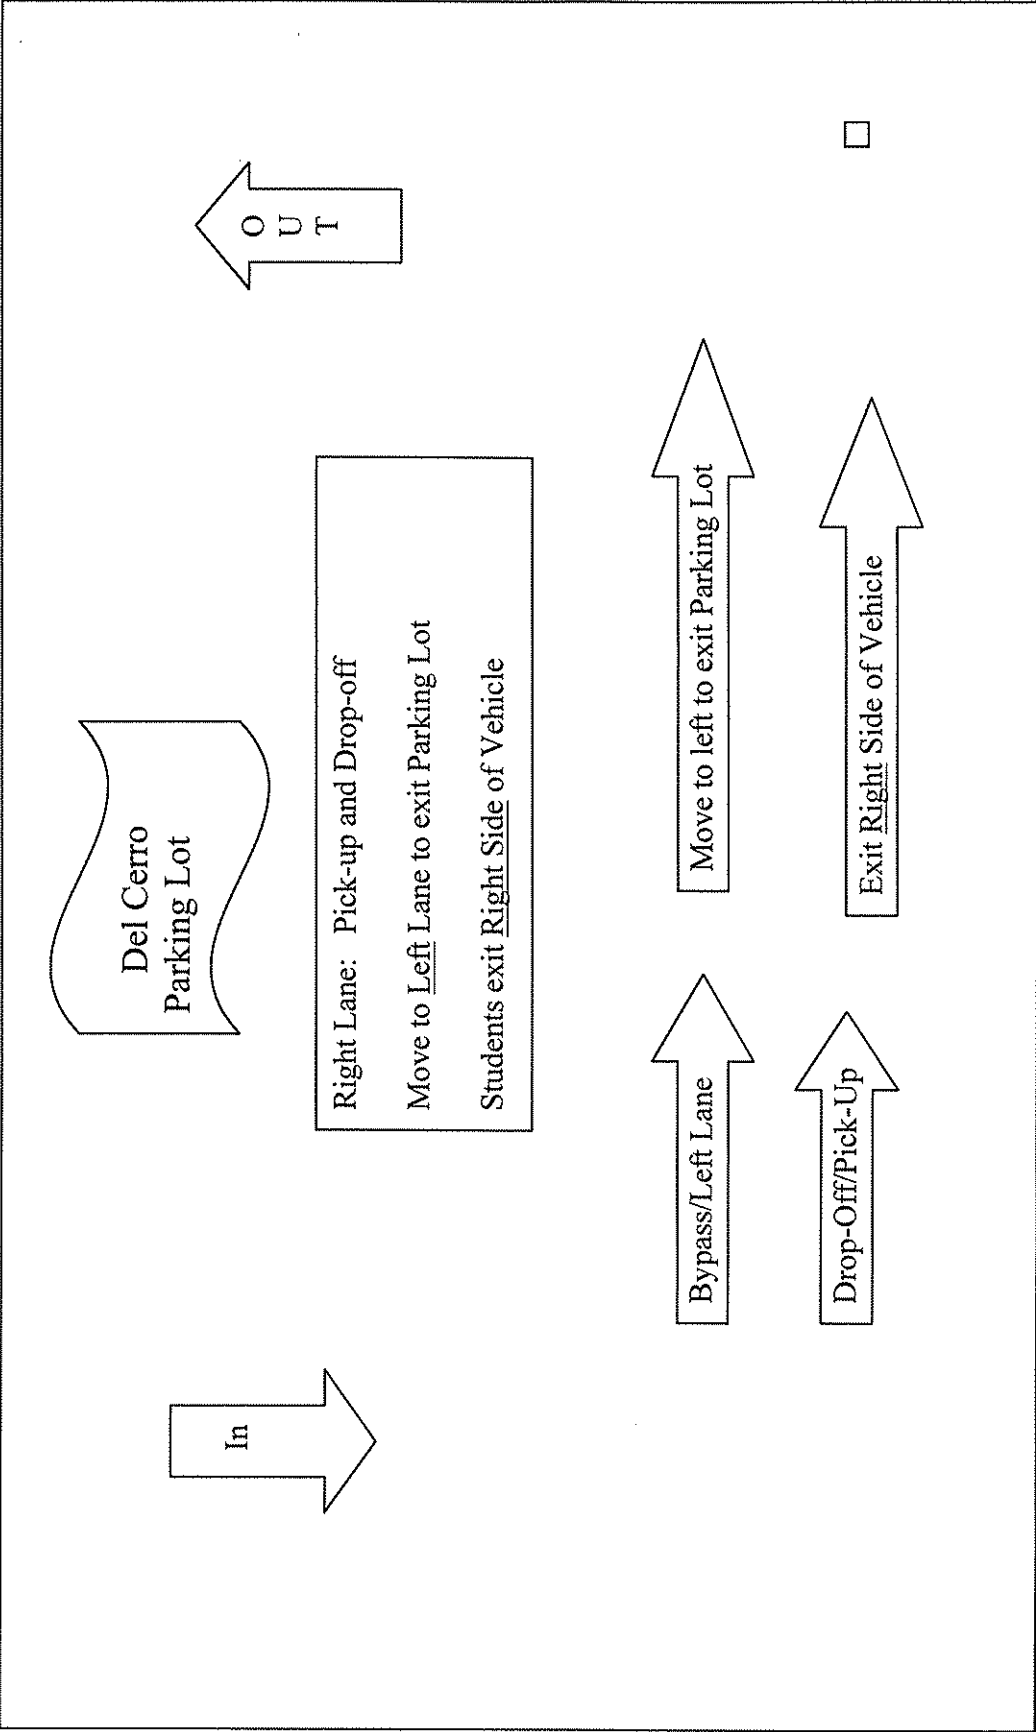 Del Cerro
Parking Lot
Right Lane: Pick-up and Drop-off
Move to Left Lane to exit Parking Lot
Students exit Right Side of Vehicle
In
O
U
T
Bypass/Left Lane
Move to left to exit Parking Lot
Drop-Off/Pick-Up
Exit Right Side of Vehicle